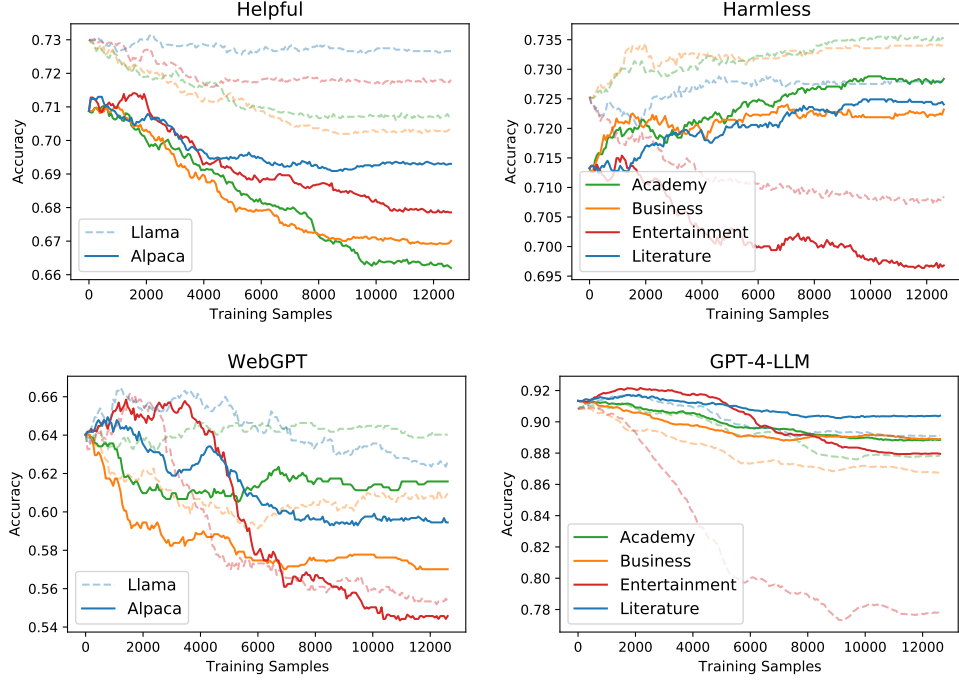 Helpful
Accuracy
0.73
0.72
0.71
0.70
0.69
0.68
0.67
0.66
Llama
Alpaca
0 2000 4000 6000 8000 10000 12000
Training Samples
Harmless
Accuracy
0.735
0.730
0.725
0.720
0.715
0.710
0.705
0.700
0.695
Academy
Business
Entertainment
Literature
0 2000 4000 6000 8000 10000 12000
Training Samples
WebGPT
Accuracy
0.66
0.64
0.62
0.60
0.58
0.56
0.54
Llama
Alpaca
0 2000 4000 6000 8000 10000 12000
Training Samples
GPT-4-LLM
Accuracy
0.92
0.90
0.88
0.86
0.84
0.82
0.80
0.78
Academy
Business
Entertainment
Literature
0 2000 4000 6000 8000 10000 12000
Training Samples